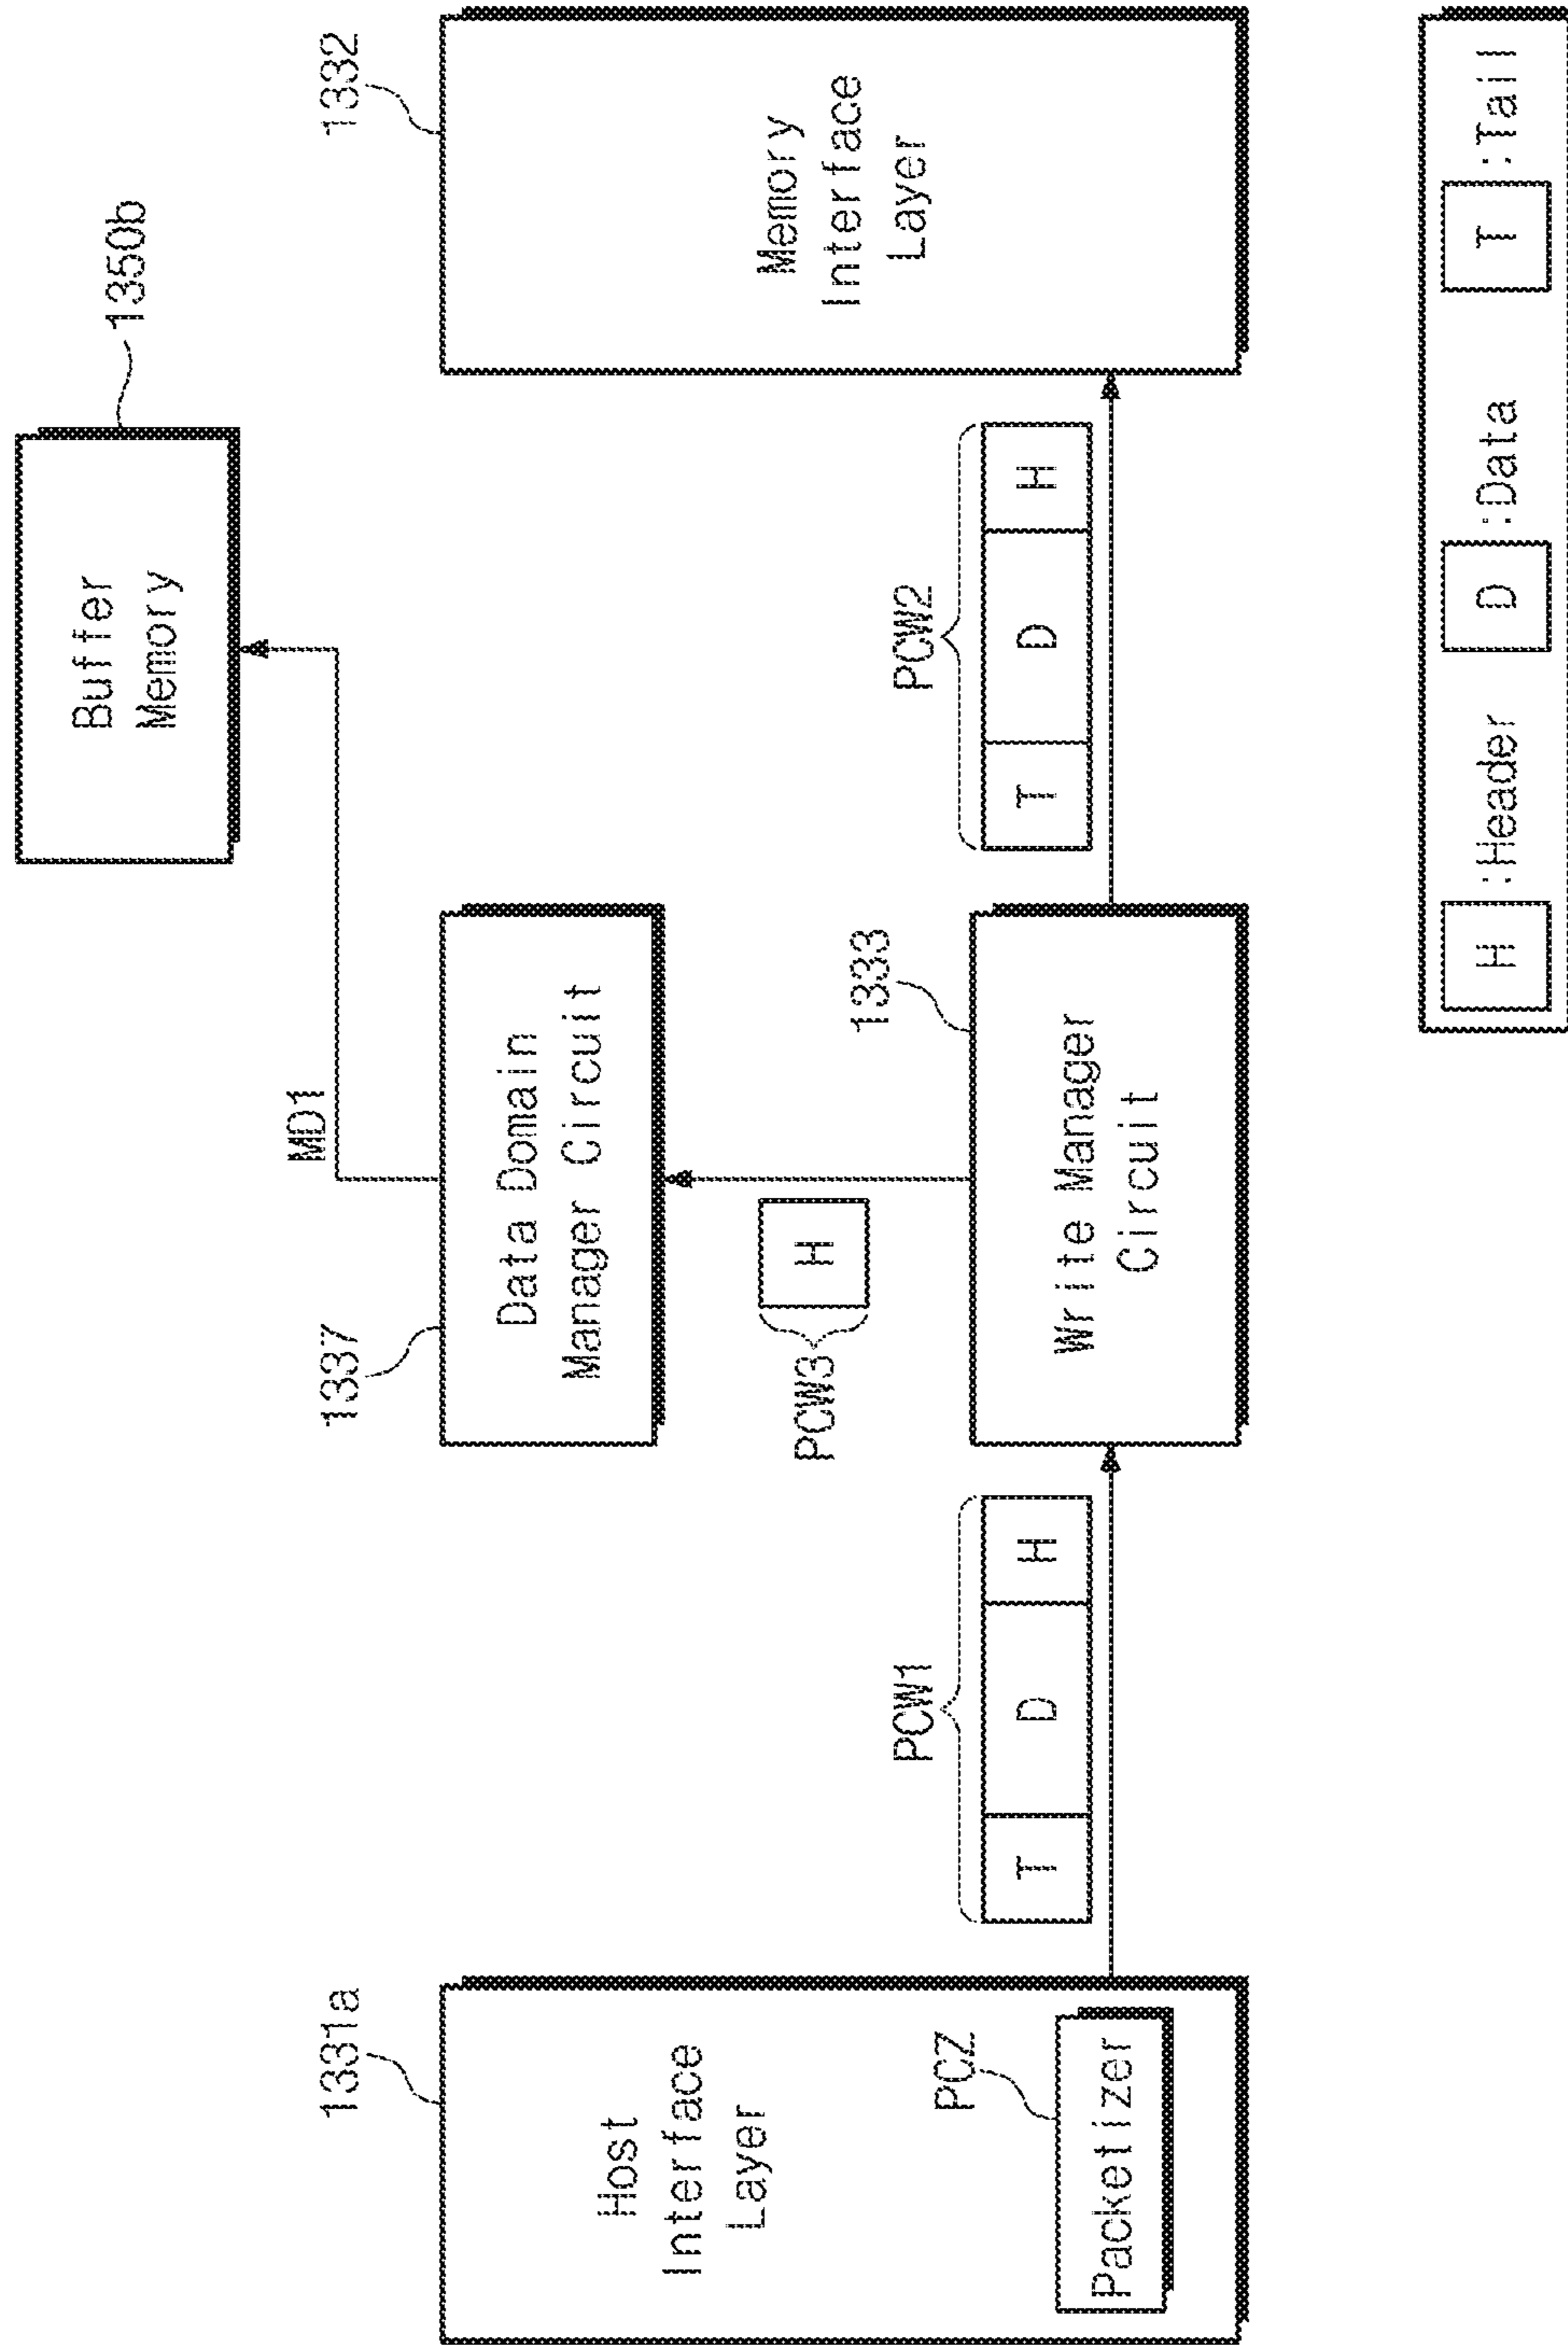 1350b
Buffer
Memory
MD1
1331a
1337
1332
Host
Interface
Layer
Data Domain
Manager Circuit
Memory
Interface
Layer
PCW3
H
PCZ
Packetizer
PCW1
T D H
1333
Write Manager
Circuit
PCW2
T D H
H :Header D :Data T :Tail